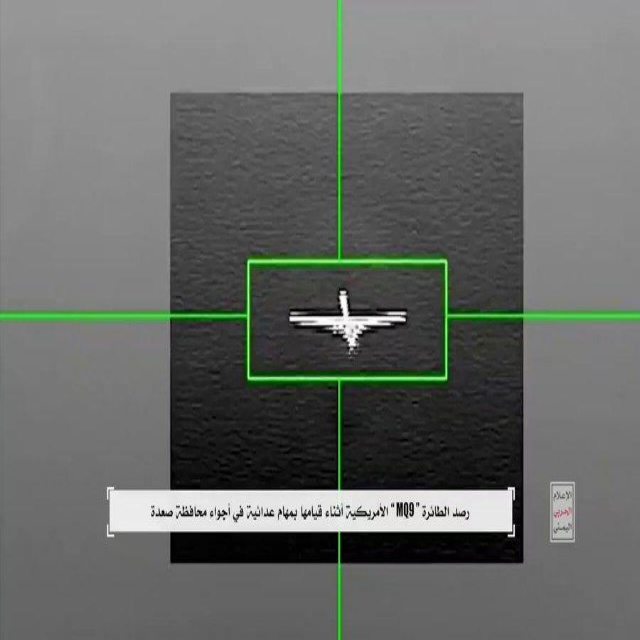 رصد الطائرة "MQ9" الأمريكية أثناء قيامها بمهام عدائية في أجواء محافظة صعدة
الإعلام
الحربي
اليمني